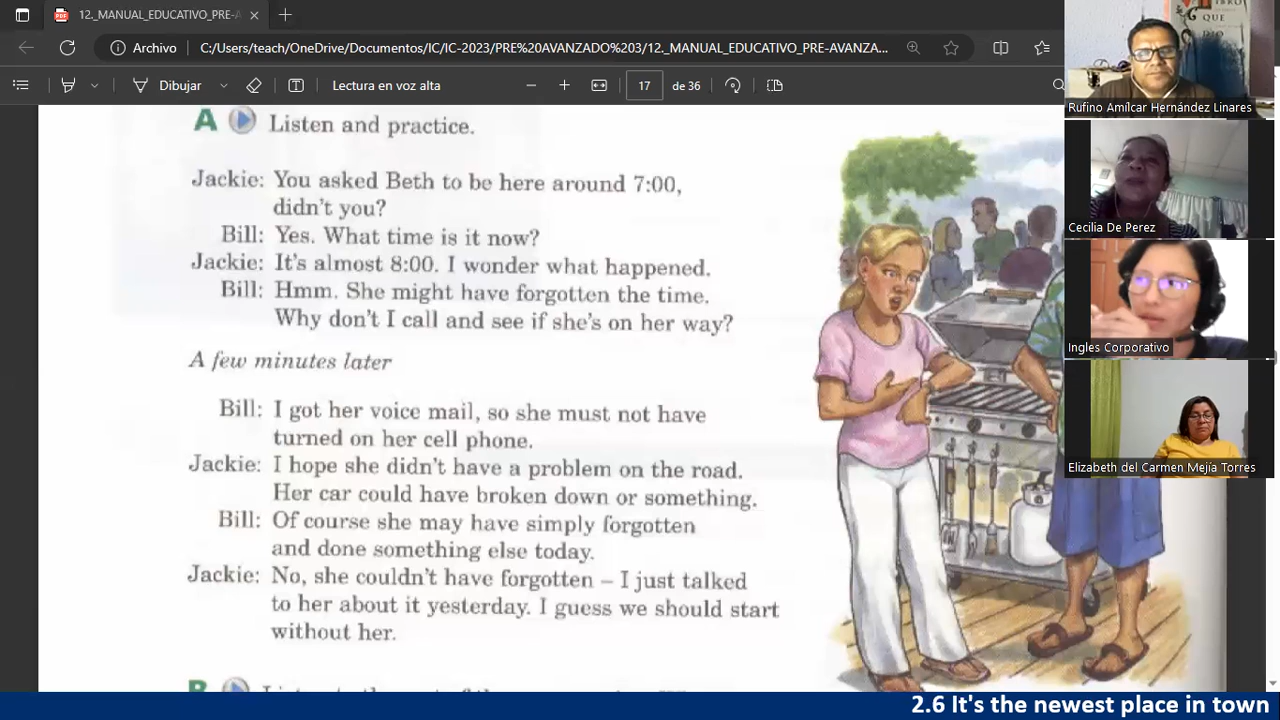 12._MANUAL_EDUCATIVO_PRE-A
Archivo
C:/Users/teach/OneDrive/Documentos/IC/IC-2023/PRE%20AVANZADO%203/12._MANUAL_EDUCATIVO_PRE-AVANZA...
Dibujar
Lectura en voz alta
17
de 36
A Listen and practice.
Jackie: You asked Beth to be here around 7:00,
didn't you?
Bill: Yes. What time is it now?
Jackie: It's almost 8:00. I wonder what happened.
Bill: Hmm. She might have forgotten the time.
Why don't I call and see if she's on her way?
A few minutes later
Bill: I got her voice mail, so she must not have
turned on her cell phone.
Jackie: I hope she didn't have a problem on the road.
Her car could have broken down or something.
Bill: Of course she may have simply forgotten
and done something else today.
Jackie: No, she couldn't have forgotten – I just talked
to her about it yesterday. I guess we should start
without her.
QUE
Rufino Amílcar Hernández Linares
Cecilia De Perez
Ingles Corporativo
Elizabeth del Carmen Mejía Torres
2.6 It's the newest place in town